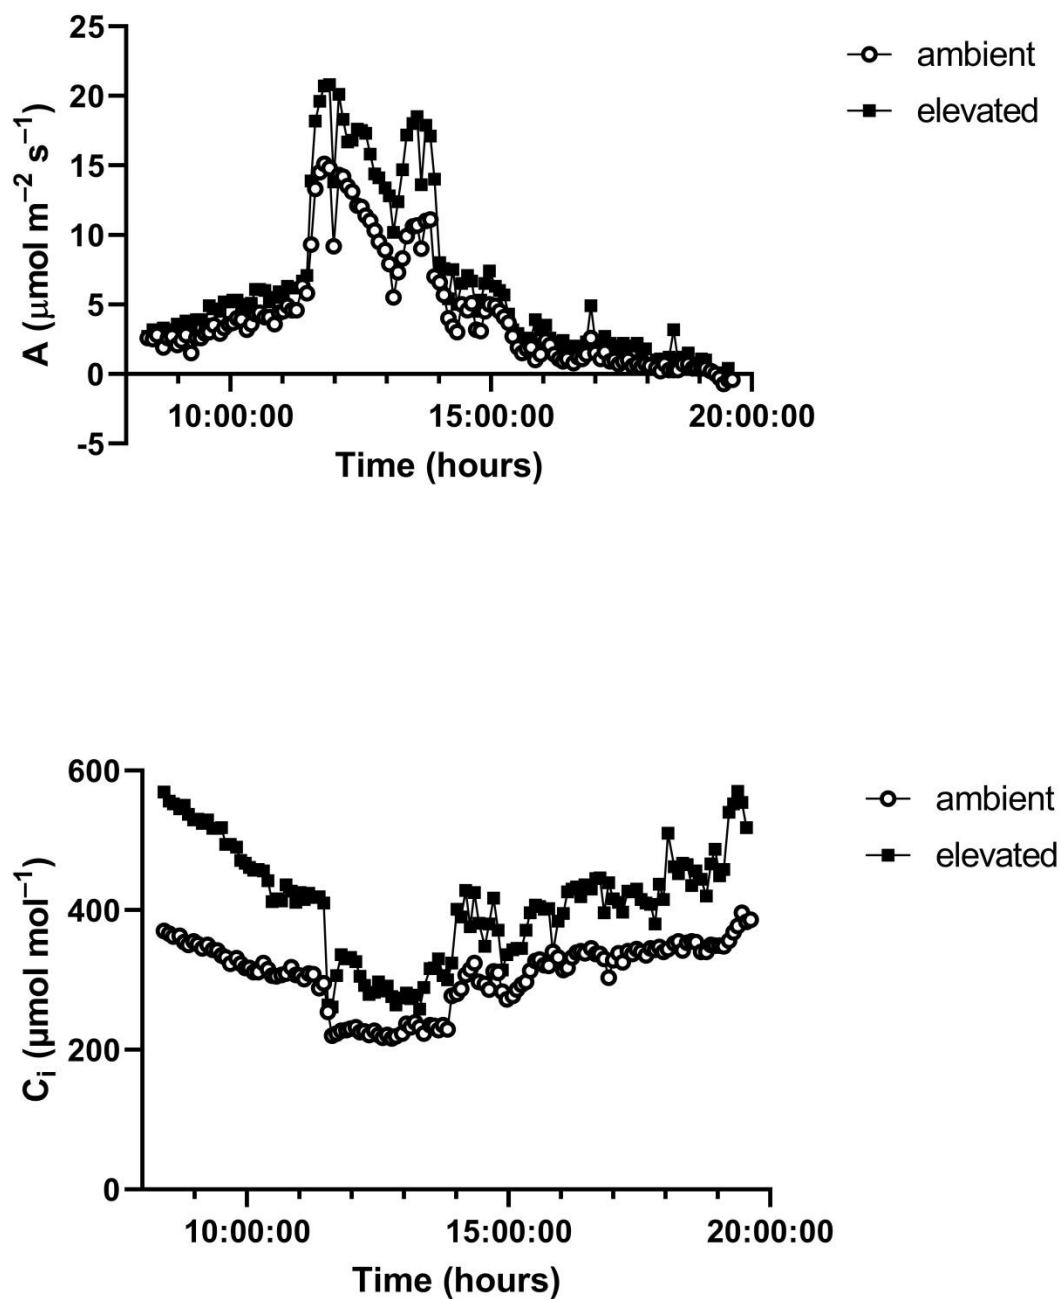 25
20
15
10
5
0
-5
A (μmol m⁻² s⁻¹)
10:00:00 15:00:00 20:00:00
Time (hours)
ambient
elevated
600
400
200
0
Cᵢ (μmol mol⁻¹)
10:00:00 15:00:00 20:00:00
Time (hours)
ambient
elevated